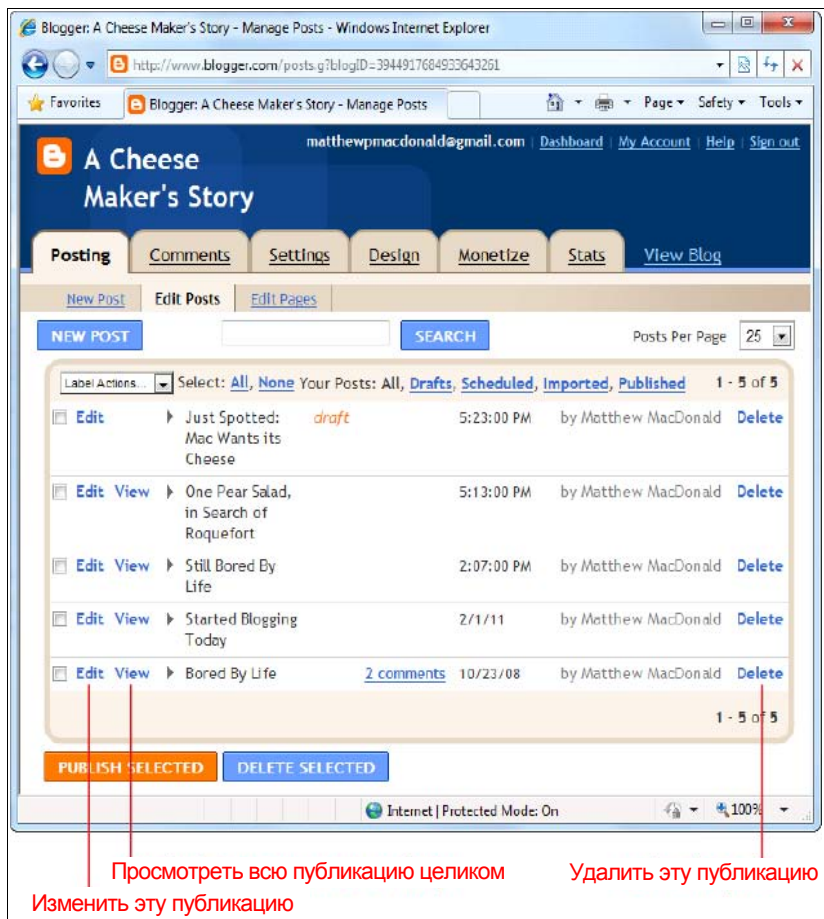 Blogger: A Cheese Maker's Story - Manage Posts - Windows Internet Explorer
http://www.blogger.com/posts.g?blogID=3944917684933643261
Favorites Blogger: A Cheese Maker's Story - Manage Posts Page Safety Tools
matthewpmacdonald@gmail.com | Dashboard | My Account | Help | Sign out
A Cheese
Maker's Story
Posting Comments Settings Design Monetize Stats View Blog
New Post Edit Posts Edit Pages
NEW POST SEARCH Posts Per Page 25
Label Actions... Select: All, None Your Posts: All, Drafts, Scheduled, Imported, Published 1 - 5 of 5
Edit Just Spotted: draft 5:23:00 PM by Matthew MacDonald Delete
Mac Wants its
Cheese
Edit View One Pear Salad, 5:13:00 PM by Matthew MacDonald Delete
in Search of
Roquefort
Edit View Still Bored By 2:07:00 PM by Matthew MacDonald Delete
Life
Edit View Started Blogging 2/1/11 by Matthew MacDonald Delete
Today
Edit View Bored By Life 2 comments 10/23/08 by Matthew MacDonald Delete
1 - 5 of 5
PUBLISH SELECTED DELETE SELECTED
Internet | Protected Mode: On 100%
Просмотреть всю публикацию целиком Удалить эту публикацию
Изменить эту публикацию